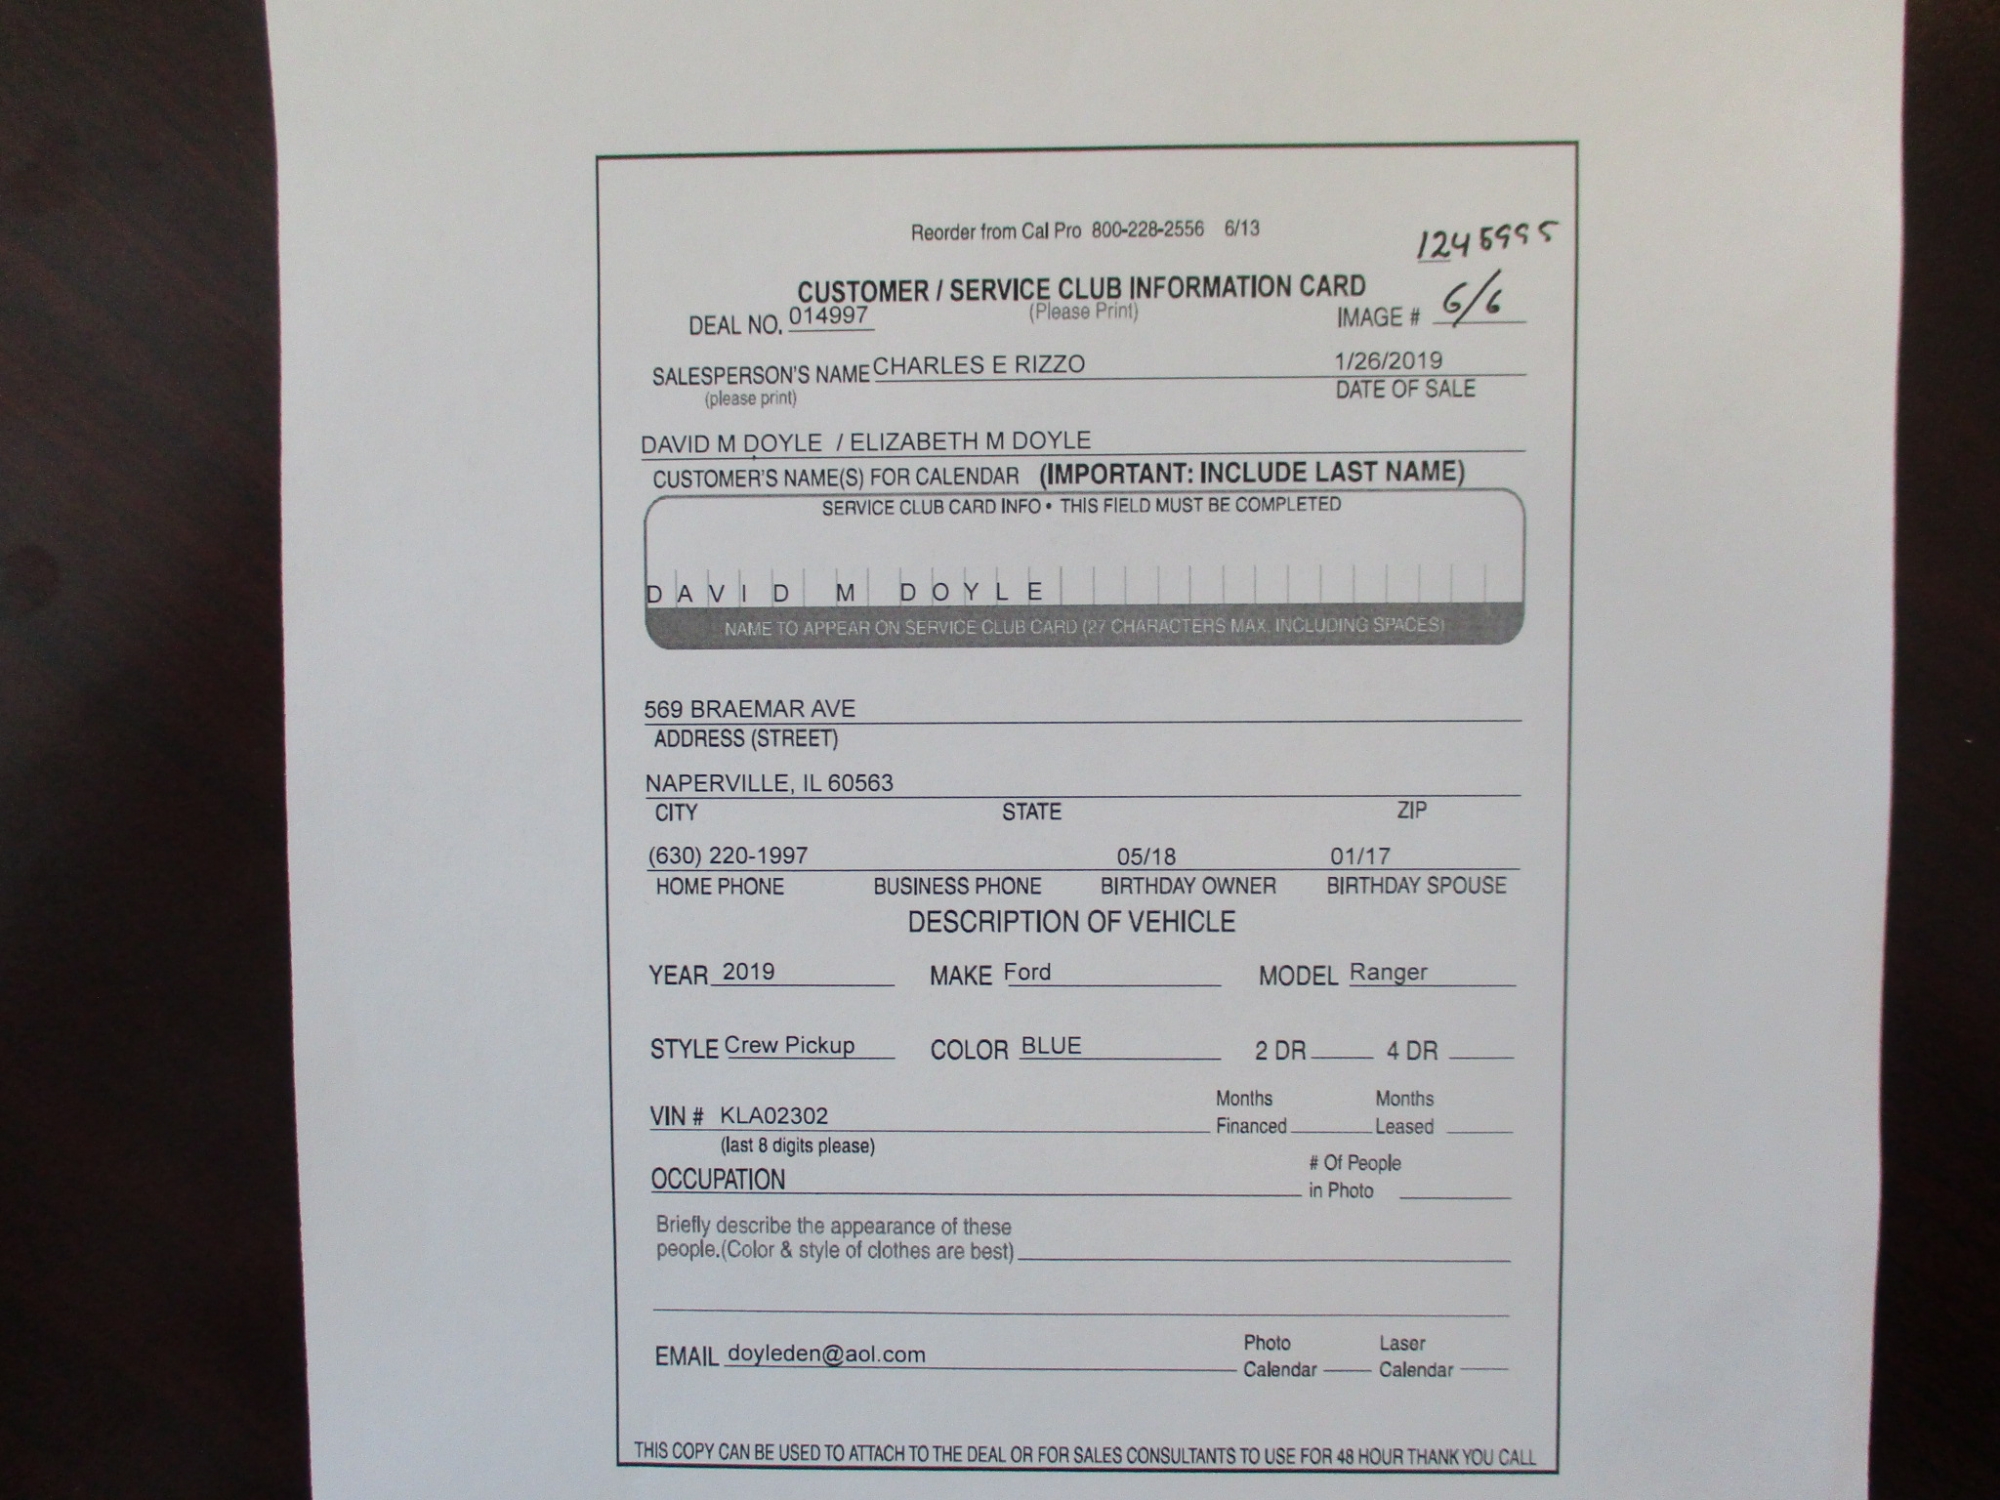 Reorder from Cal Pro 800-228-2556 6/13
1245995
CUSTOMER / SERVICE CLUB INFORMATION CARD
(Please Print)
DEAL NO. 014997
IMAGE # 6/6
SALESPERSON'S NAME CHARLES E RIZZO 1/26/2019
(please print) DATE OF SALE
DAVID M DOYLE / ELIZABETH M DOYLE
CUSTOMER'S NAME(S) FOR CALENDAR (IMPORTANT: INCLUDE LAST NAME)
SERVICE CLUB CARD INFO • THIS FIELD MUST BE COMPLETED
DAVID M DOYLE
NAME TO APPEAR ON SERVICE CLUB CARD (27 CHARACTERS MAX. INCLUDING SPACES)
569 BRAEMAR AVE
ADDRESS (STREET)
NAPERVILLE, IL 60563
CITY STATE ZIP
(630) 220-1997 05/18 01/17
HOME PHONE BUSINESS PHONE BIRTHDAY OWNER BIRTHDAY SPOUSE
DESCRIPTION OF VEHICLE
YEAR 2019 MAKE Ford MODEL Ranger
STYLE Crew Pickup COLOR BLUE 2 DR 4 DR
VIN # KLA02302 Months Financed Months Leased
(last 8 digits please)
OCCUPATION # Of People in Photo
Briefly describe the appearance of these
people.(Color & style of clothes are best)
EMAIL doyleden@aol.com Photo Calendar Laser Calendar
THIS COPY CAN BE USED TO ATTACH TO THE DEAL OR FOR SALES CONSULTANTS TO USE FOR 48 HOUR THANK YOU CALL